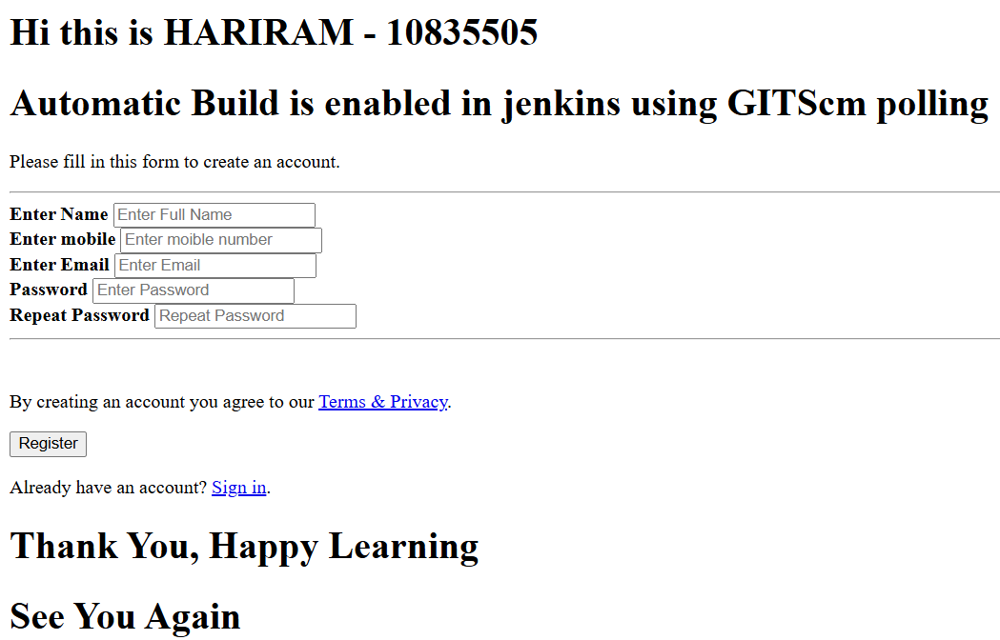 Hi this is HARIRAM - 10835505
Automatic Build is enabled in jenkins using GITScm polling
Please fill in this form to create an account.
Enter Name Enter Full Name
Enter mobile Enter moible number
Enter Email Enter Email
Password Enter Password
Repeat Password Repeat Password
By creating an account you agree to our Terms & Privacy.
Register
Already have an account? Sign in.
Thank You, Happy Learning
See You Again